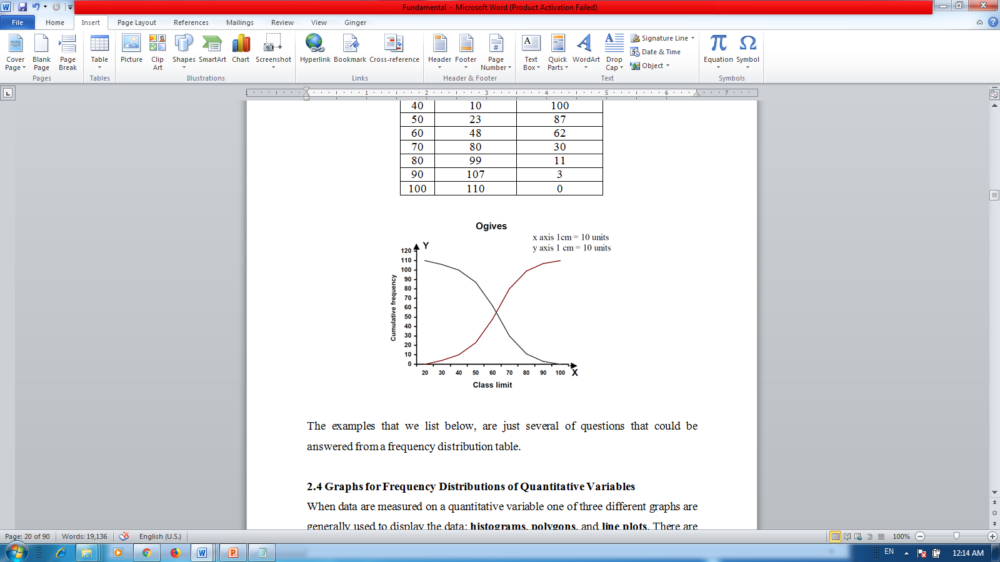 Fundamental - Microsoft Word (Product Activation Failed)
File Home Insert Page Layout References Mailings Review View Ginger
Cover Page
Blank Page
Page Break
Pages
Table
Tables
Picture
Clip Art
Shapes
SmartArt
Chart
Screenshot
Illustrations
Hyperlink
Bookmark
Cross-reference
Links
Header
Footer
Page Number
Header & Footer
Text Box
Quick Parts
WordArt
Drop Cap
Signature Line
Date & Time
Object
Text
Equation
Symbol
Symbols
1 1 2 3 4 5 6 7
40 10 100
50 23 87
60 48 62
70 80 30
80 99 11
90 107 3
100 110 0
Ogives
x axis 1cm = 10 units
y axis 1 cm = 10 units
Y
120
110
100
90
80
70
60
50
40
30
20
10
0
Cumulative frequency
20 30 40 50 60 70 80 90 100 X
Class limit
The examples that we list below, are just several of questions that could be
answered from a frequency distribution table.
2.4 Graphs for Frequency Distributions of Quantitative Variables
When data are measured on a quantitative variable one of three different graphs are
generally used to display the data: histograms, polygons, and line plots. There are
Page: 20 of 90 Words: 19,136 English (U.S.) 100%
EN 12:14 AM